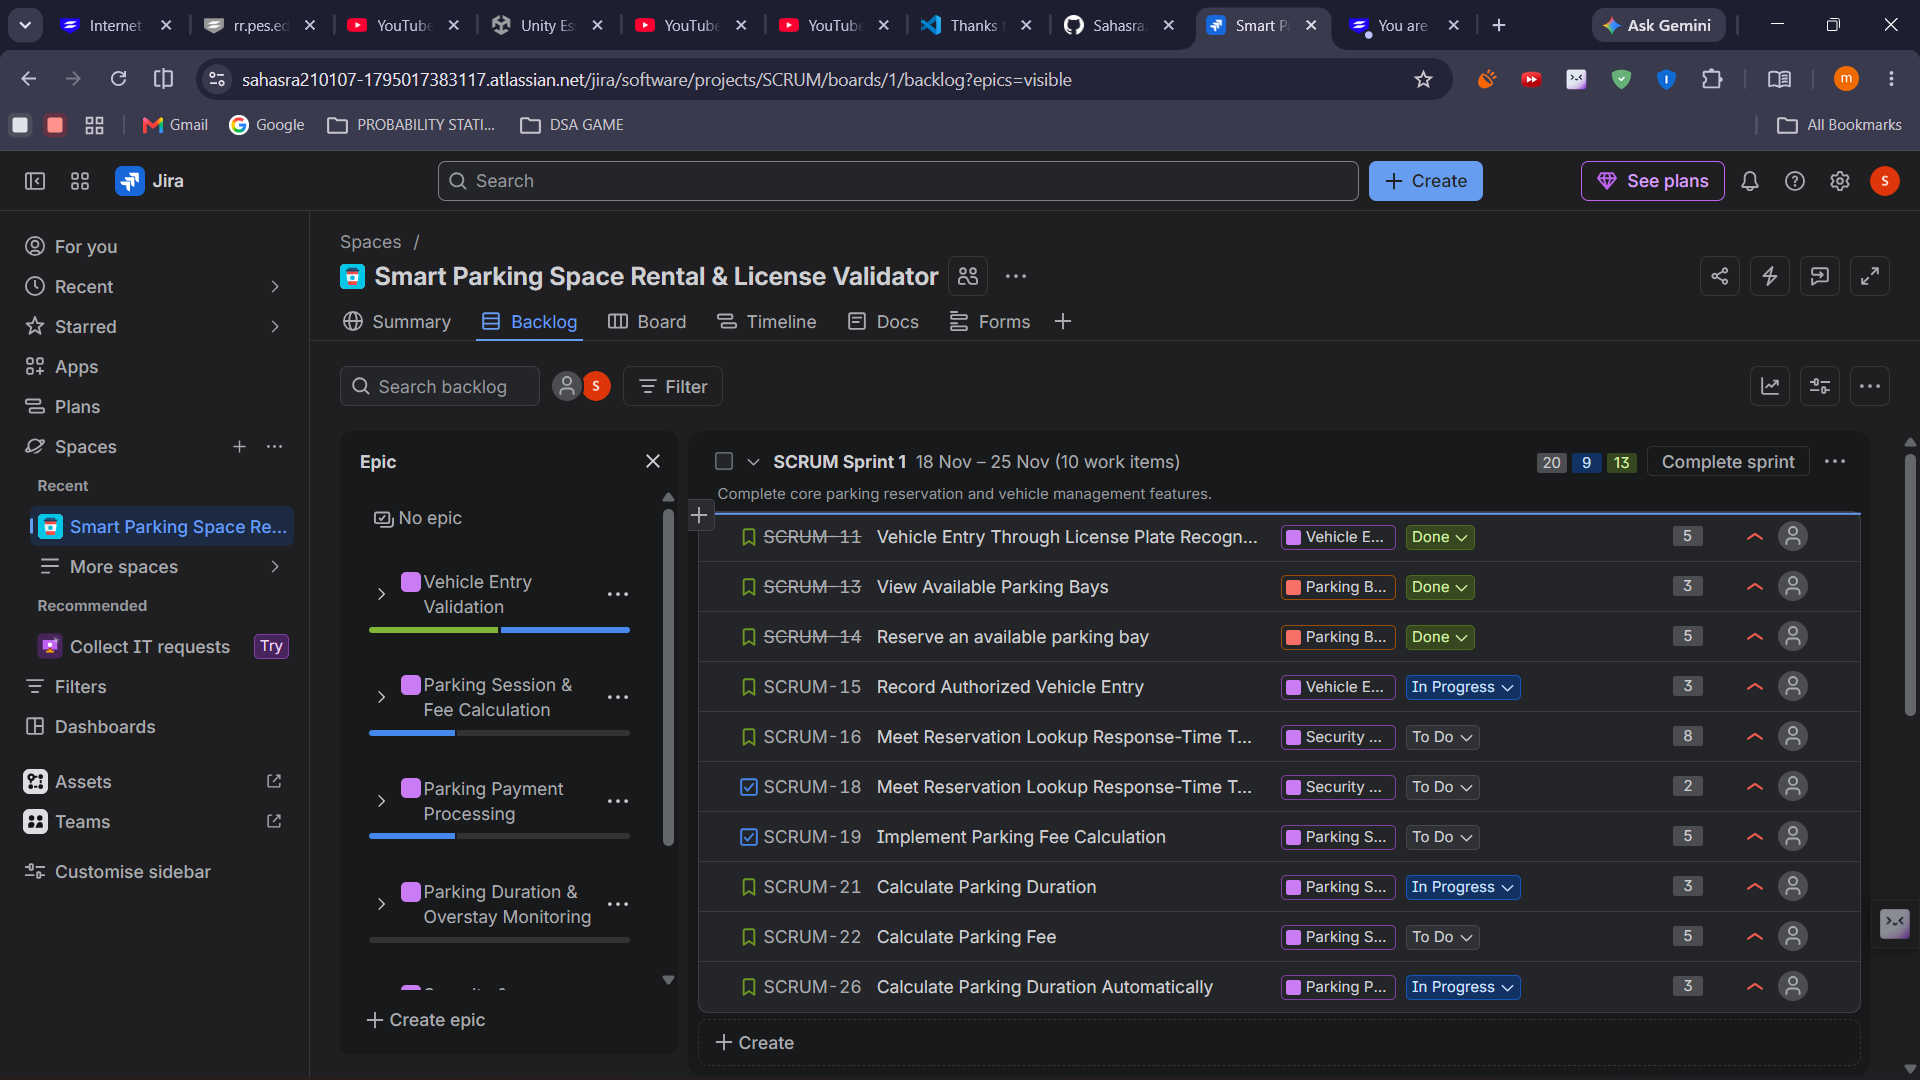 Internet
rr.pes.ed
YouTube
Unity Es
YouTube
YouTube
Thanks f
Sahasra
Smart Pa
You are
Ask Gemini
sahasra210107-1795017383117.atlassian.net/jira/software/projects/SCRUM/boards/1/backlog?epics=visible
m
Gmail
Google
PROBABILITY STATI...
DSA GAME
All Bookmarks
Jira
Search
Create
See plans
S
For you
Recent
Starred
Apps
Plans
Spaces
Recent
Smart Parking Space Re...
More spaces
Recommended
Collect IT requests
Try
Filters
Dashboards
Assets
Teams
Customise sidebar
Spaces /
Smart Parking Space Rental & License Validator
Summary
Backlog
Board
Timeline
Docs
Forms
Search backlog
S
Filter
Epic
No epic
Vehicle Entry
Validation
Parking Session &
Fee Calculation
Parking Payment
Processing
Parking Duration &
Overstay Monitoring
Create epic
SCRUM Sprint 1 18 Nov – 25 Nov (10 work items)
20 9 13
Complete sprint
Complete core parking reservation and vehicle management features.
SCRUM-11 Vehicle Entry Through License Plate Recogn... Vehicle E... Done 5
SCRUM-13 View Available Parking Bays Parking B... Done 3
SCRUM-14 Reserve an available parking bay Parking B... Done 5
SCRUM-15 Record Authorized Vehicle Entry Vehicle E... In Progress 3
SCRUM-16 Meet Reservation Lookup Response-Time T... Security ... To Do 8
SCRUM-18 Meet Reservation Lookup Response-Time T... Security ... To Do 2
SCRUM-19 Implement Parking Fee Calculation Parking S... To Do 5
SCRUM-21 Calculate Parking Duration Parking S... In Progress 3
SCRUM-22 Calculate Parking Fee Parking S... To Do 5
SCRUM-26 Calculate Parking Duration Automatically Parking P... In Progress 3
Create